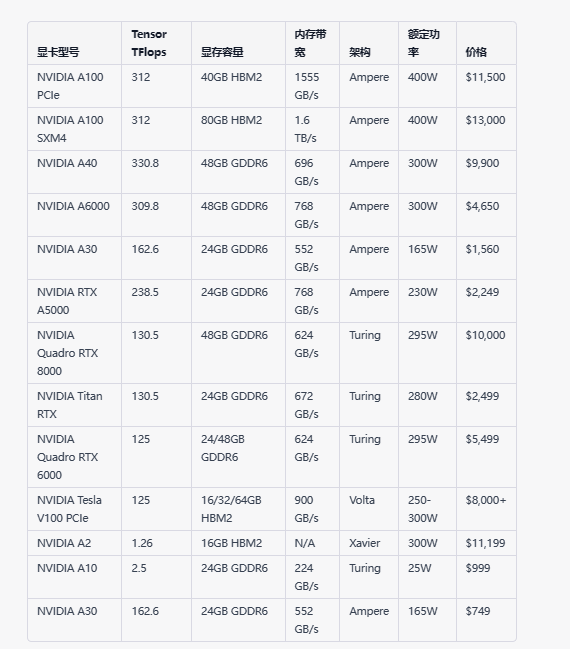 显卡型号 Tensor TFlops 显存容量 内存带宽 架构 额定功率 价格
NVIDIA A100 PCIe 312 40GB HBM2 1555 GB/s Ampere 400W $11,500
NVIDIA A100 SXM4 312 80GB HBM2 1.6 TB/s Ampere 400W $13,000
NVIDIA A40 330.8 48GB GDDR6 696 GB/s Ampere 300W $9,900
NVIDIA A6000 309.8 48GB GDDR6 768 GB/s Ampere 300W $4,650
NVIDIA A30 162.6 24GB GDDR6 552 GB/s Ampere 165W $1,560
NVIDIA RTX A5000 238.5 24GB GDDR6 768 GB/s Ampere 230W $2,249
NVIDIA Quadro RTX 8000 130.5 48GB GDDR6 624 GB/s Turing 295W $10,000
NVIDIA Titan RTX 130.5 24GB GDDR6 672 GB/s Turing 280W $2,499
NVIDIA Quadro RTX 6000 125 24/48GB GDDR6 624 GB/s Turing 295W $5,499
NVIDIA Tesla V100 PCIe 125 16/32/64GB HBM2 900 GB/s Volta 250-300W $8,000+
NVIDIA A2 1.26 16GB HBM2 N/A Xavier 300W $11,199
NVIDIA A10 2.5 24GB GDDR6 224 GB/s Turing 25W $999
NVIDIA A30 162.6 24GB GDDR6 552 GB/s Ampere 165W $749